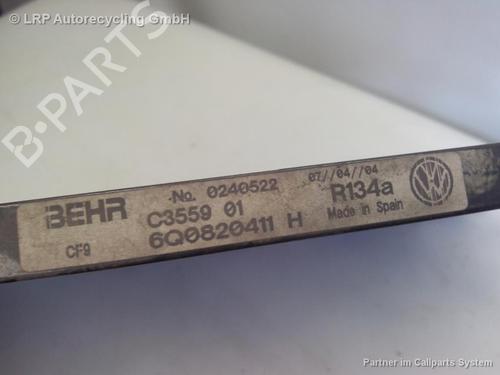 © LRP Autorecycling GmbH
B-PARTS
BEHR
No. 0240522
07//04//04
C3559 01
R134a
CF9
6Q0820411 H
Made in Spain
Partner im Callparts System